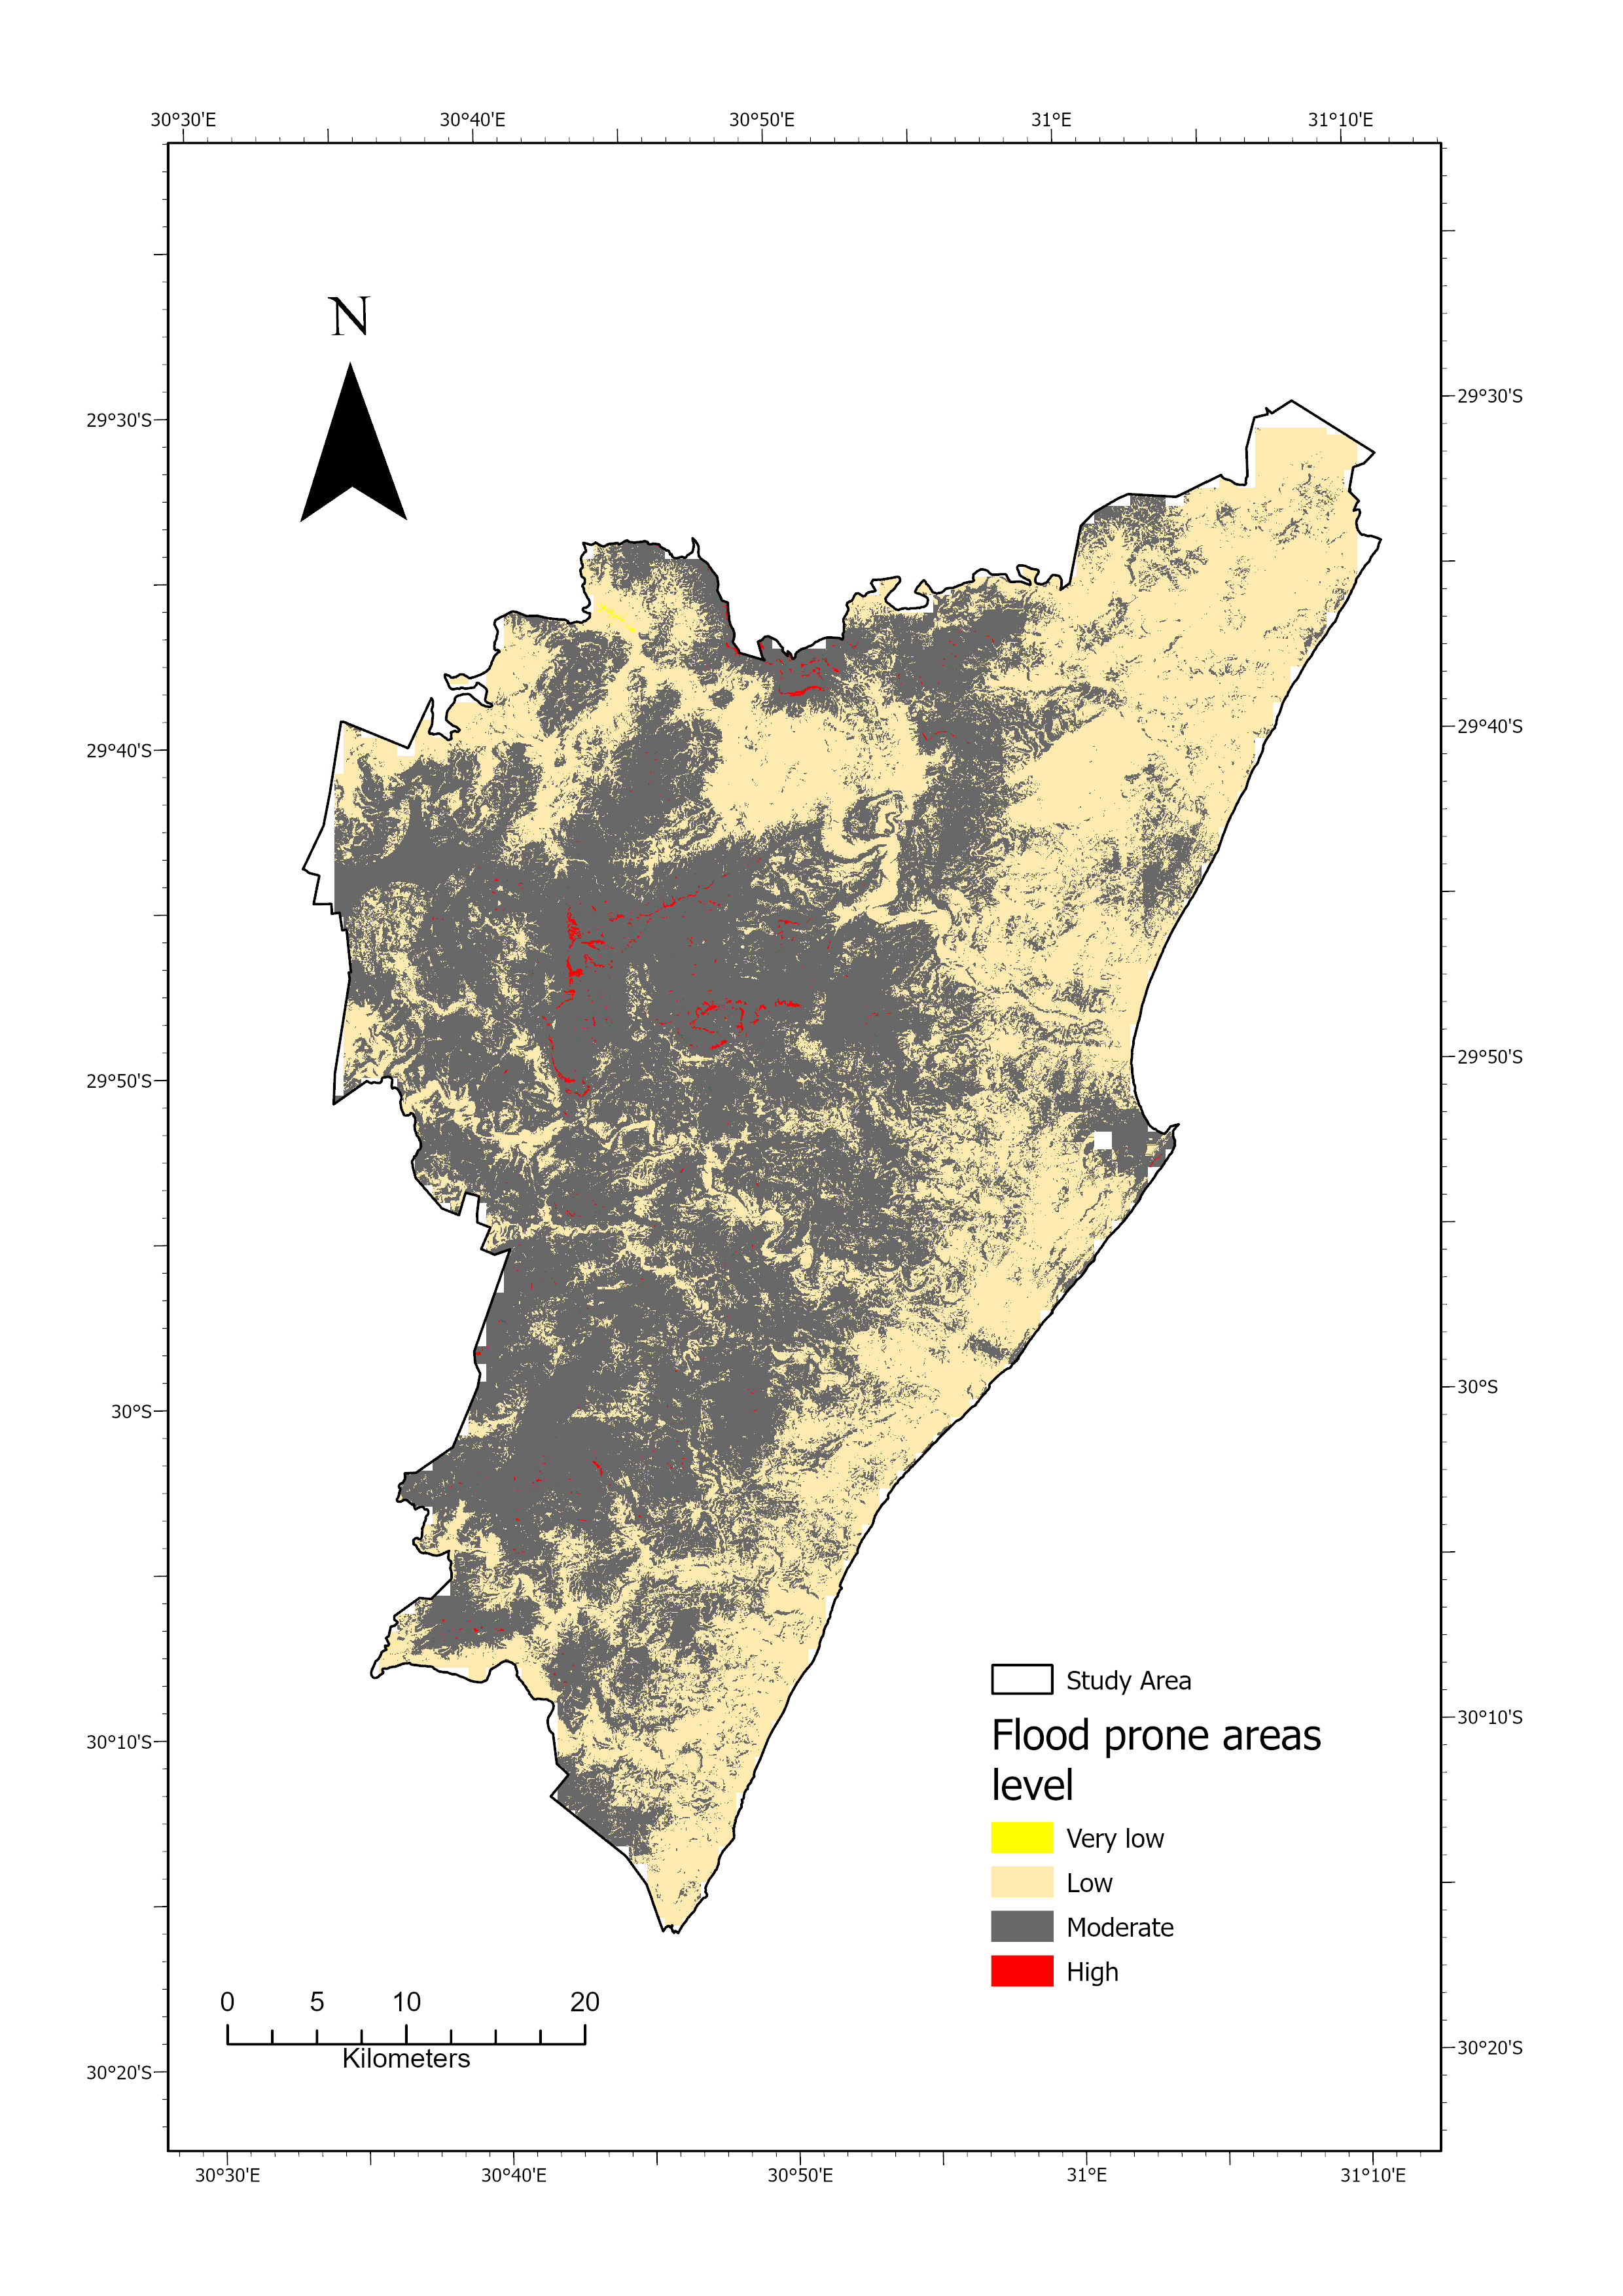 30°30'E 30°40'E 30°50'E 31°E 31°10'E
N
29°30'S 29°30'S
29°40'S 29°40'S
29°50'S 29°50'S
30°S 30°S
Study Area
30°10'S 30°10'S
Flood prone areas
level
Very low
Low
Moderate
High
0 5 10 20
Kilometers
30°20'S 30°20'S
30°30'E 30°40'E 30°50'E 31°E 31°10'E